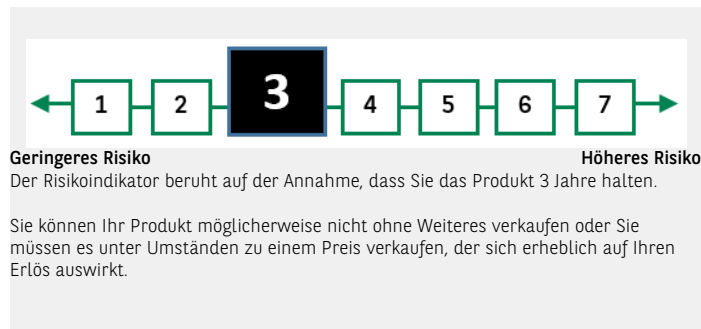 1 2 3 4 5 6 7
Geringeres Risiko Höheres Risiko
Der Risikoindikator beruht auf der Annahme, dass Sie das Produkt 3 Jahre halten.
Sie können Ihr Produkt möglicherweise nicht ohne Weiteres verkaufen oder Sie
müssen es unter Umständen zu einem Preis verkaufen, der sich erheblich auf Ihren
Erlös auswirkt.